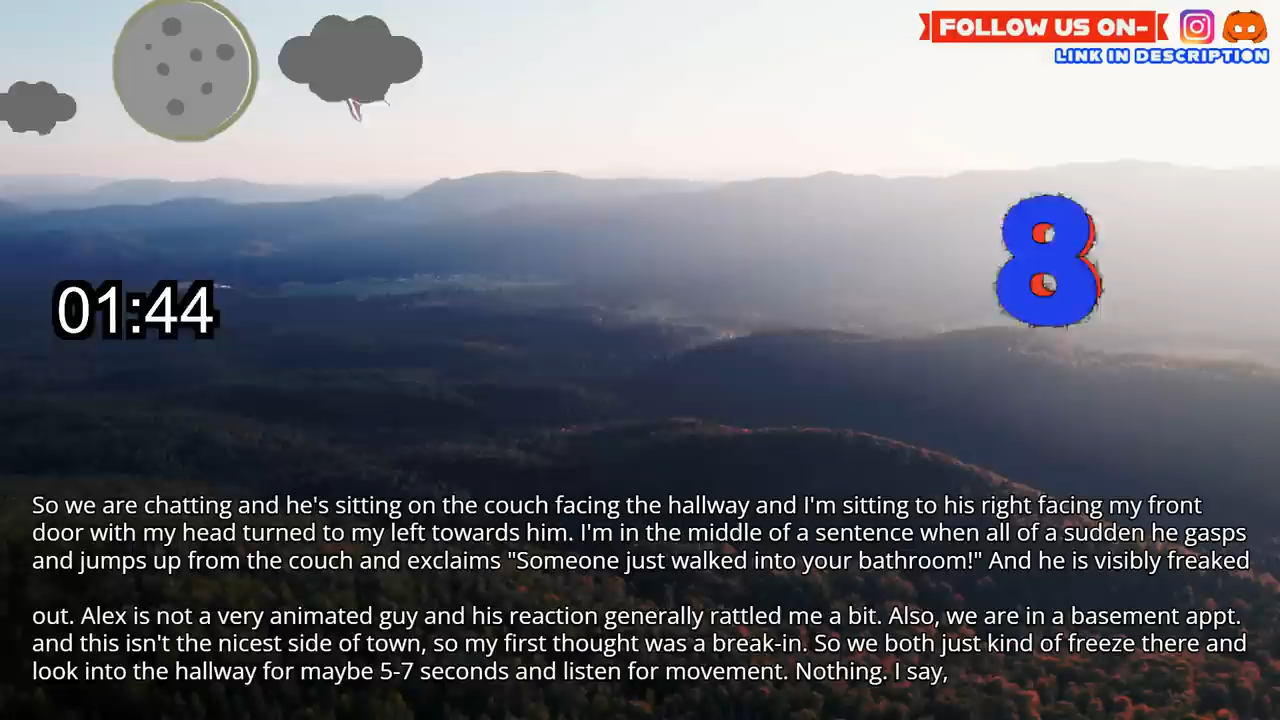 FOLLOW US ON-
LINK IN DESCRIPTION
8
01:44
So we are chatting and he's sitting on the couch facing the hallway and I'm sitting to his right facing my front
door with my head turned to my left towards him. I'm in the middle of a sentence when all of a sudden he gasps
and jumps up from the couch and exclaims "Someone just walked into your bathroom!" And he is visibly freaked
out. Alex is not a very animated guy and his reaction generally rattled me a bit. Also, we are in a basement appt.
and this isn't the nicest side of town, so my first thought was a break-in. So we both just kind of freeze there and
look into the hallway for maybe 5-7 seconds and listen for movement. Nothing. I say,